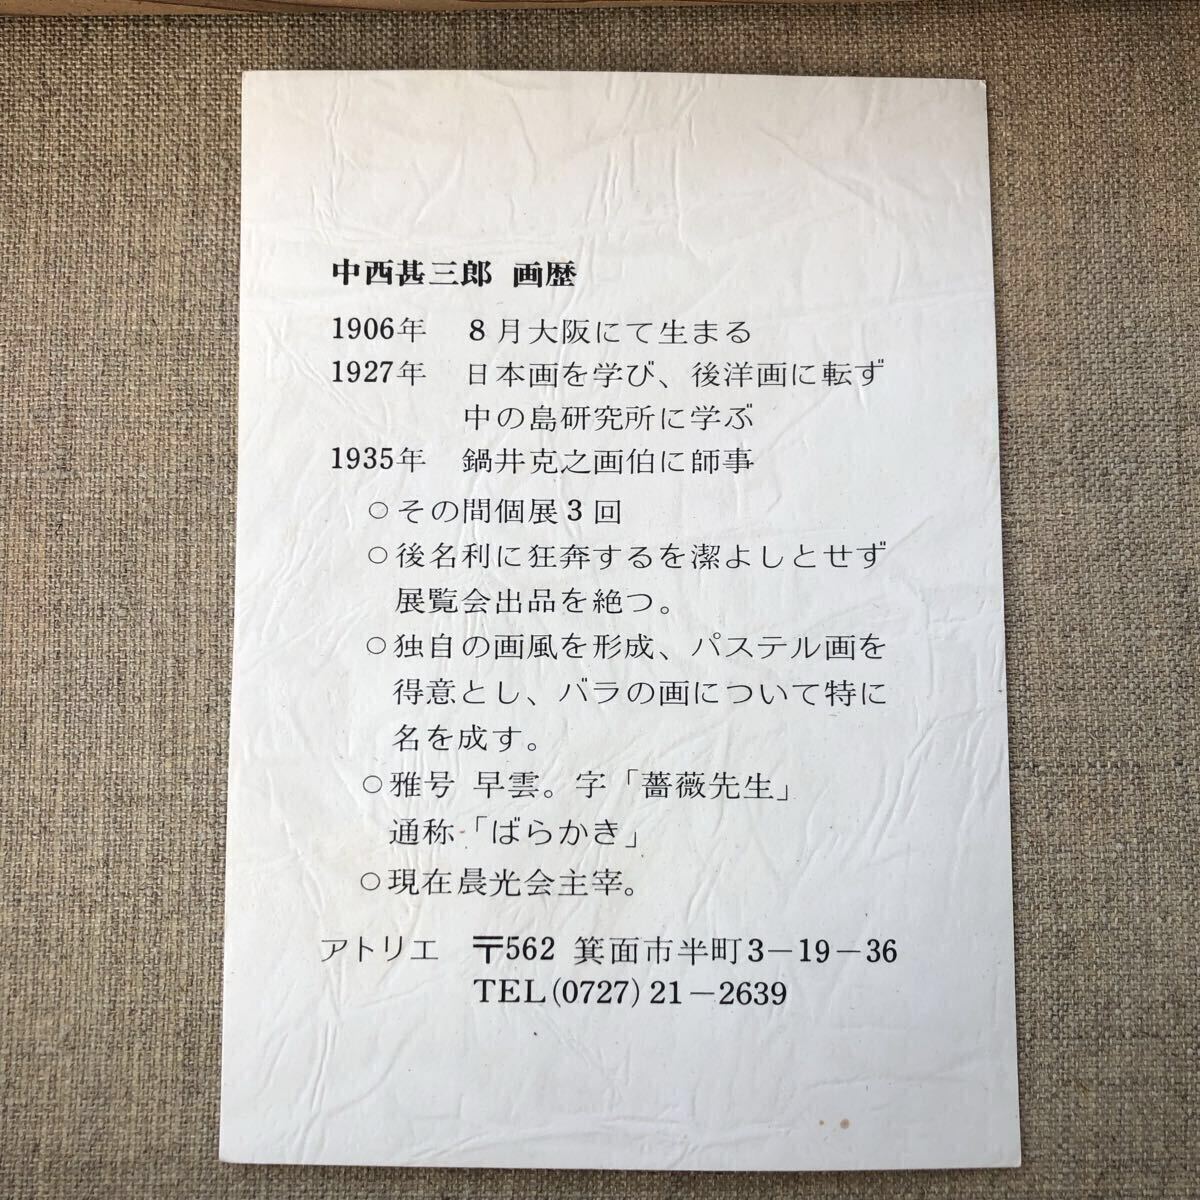 中西甚三郎 画歴
1906年 8月大阪にて生まる
1927年 日本画を学び、後洋画に転ず
中の島研究所に学ぶ
1935年 鍋井克之画伯に師事
○その間個展3回
○後名利に狂奔するを潔よしとせず
展覧会出品を絶つ。
○独自の画風を形成、パステル画を
得意とし、バラの画について特に
名を成す。
○雅号 早雲。字「薔薇先生」
通称「ばらかき」
○現在晨光会主宰。
アトリエ 〒562 箕面市半町3−19−36
TEL(0727)21−2639